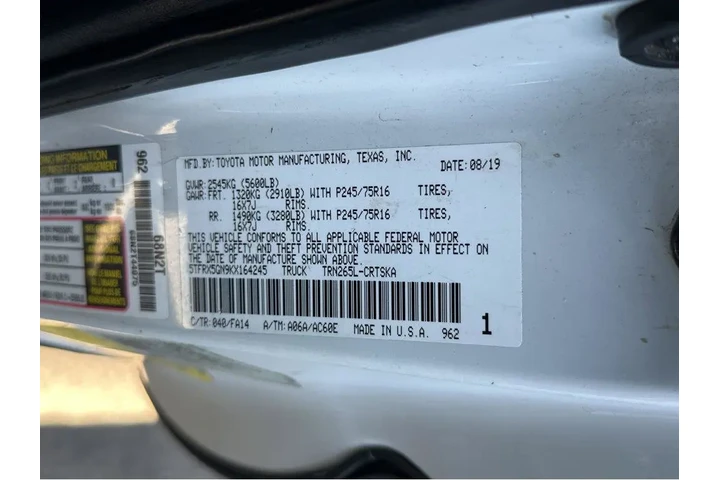 MFD.BY:TOYOTA MOTOR MANUFACTURING, TEXAS, INC.
DATE:08/19
GVWR:2545KG (5600LB)
GAWR:FRT. 1320KG (2910LB) WITH P245/75R16 TIRES,
16X7J RIMS.
RR. 1490KG (3280LB) WITH P245/75R16 TIRES,
16X7J RIMS.
THIS VEHICLE CONFORMS TO ALL APPLICABLE FEDERAL MOTOR
VEHICLE SAFETY AND THEFT PREVENTION STANDARDS IN EFFECT ON
THE DATE OF MANUFACTURE SHOWN ABOVE.
5TFRX5GN9KX164245 TRUCK TRN265L-CRTSKA
C/TR:040/FA14 A/TM:A06A/AC60E MADE IN U.S.A. 962 1
962
68N2T